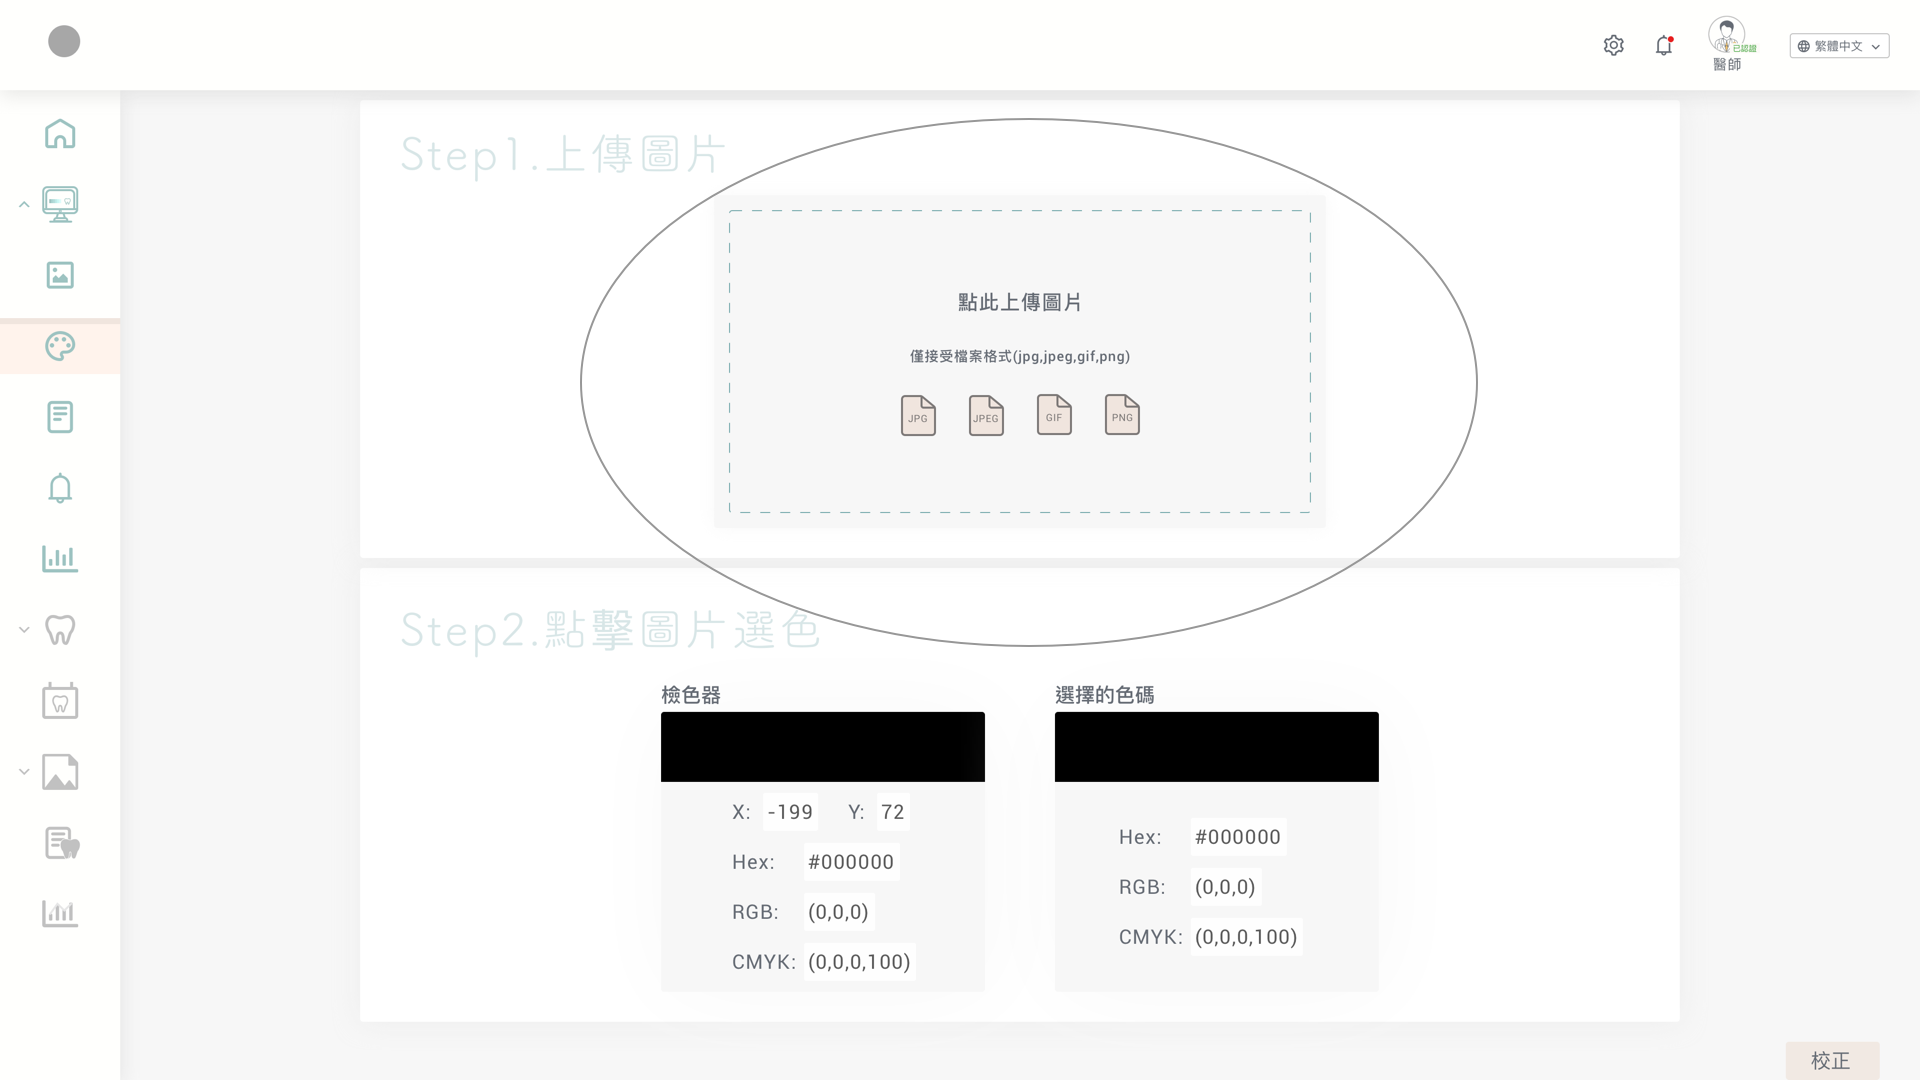 已認證
醫師
繁體中文
Step1.上傳圖片
點此上傳圖片
僅接受檔案格式(jpg,jpeg,gif,png)
JPG JPEG GIF PNG
Step2.點擊圖片選色
檢色器
X: -199 Y: 72
Hex: #000000
RGB: (0,0,0)
CMYK: (0,0,0,100)
選擇的色碼
Hex: #000000
RGB: (0,0,0)
CMYK: (0,0,0,100)
校正